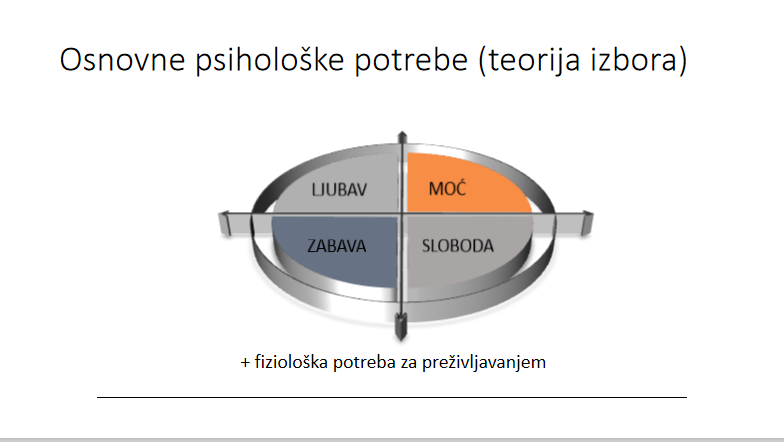 Osnovne psihološke potrebe (teorija izbora)
LJUBAV
MOĆ
ZABAVA
SLOBODA
+ fiziološka potreba za preživljavanjem